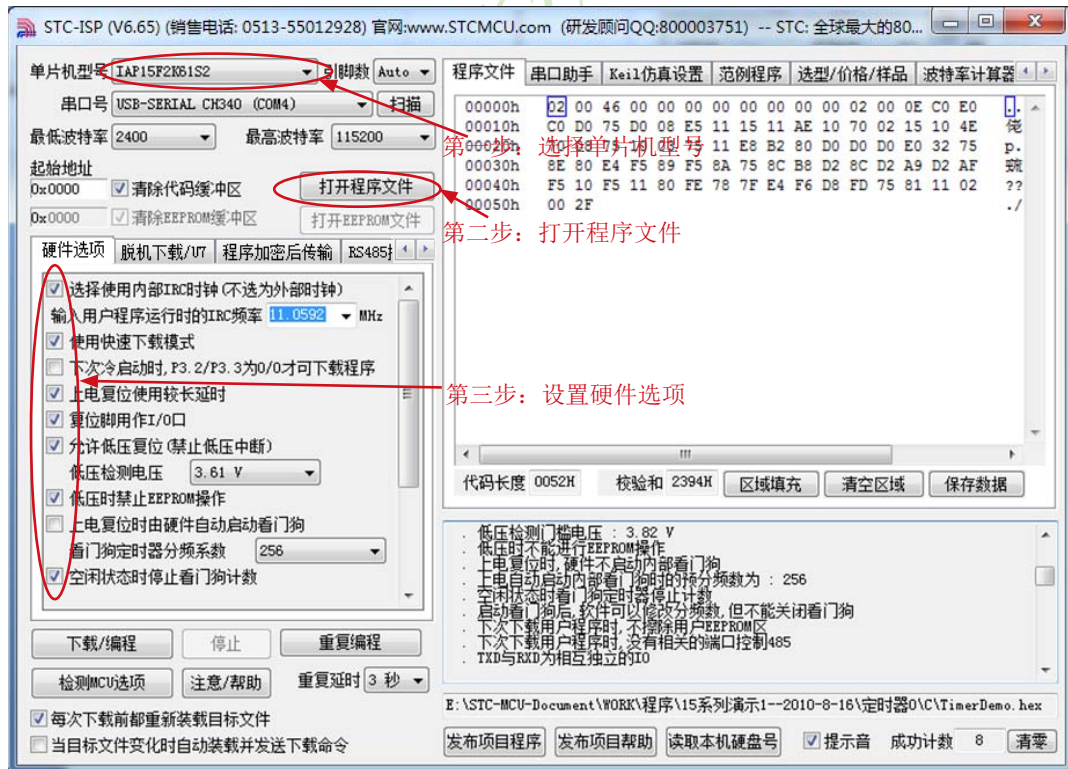 STC-ISP (V6.65) (销售电话: 0513-55012928) 官网:www.STCMCU.com (研发顾问QQ:800003751) -- STC: 全球最大的80...
单片机型号 IAP15F2K61S2 引脚数 Auto
串口号 USB-SERIAL CH340 (COM4) 扫描
最低波特率 2400 最高波特率 115200
起始地址
0x0000 清除代码缓冲区 打开程序文件
0x0000 清除EEPROM缓冲区 打开EEPROM文件
硬件选项 脱机下载/U7 程序加密后传输 RS485
选择使用内部IRC时钟(不选为外部时钟)
输入用户程序运行时的IRC频率 11.0592 MHz
使用快速下载模式
下次冷启动时,P3.2/P3.3为0/0才可下载程序
上电复位使用较长延时
复位脚用作I/O口
允许低压复位(禁止低压中断)
低压检测电压 3.61 V
低压时禁止EEPROM操作
上电复位时由硬件自动启动看门狗
看门狗定时器分频系数 256
空闲状态时停止看门狗计数
下载/编程 停止 重复编程
检测MCU选项 注意/帮助 重复延时 3 秒
每次下载前都重新装载目标文件
当目标文件变化时自动装载并发送下载命令
程序文件 串口助手 Keil仿真设置 范例程序 选型/价格/样品 波特率计算器
00000h 02 00 46 00 00 00 00 00 00 00 00 02 00 0E C0 E0 ..
00010h C0 D0 75 D0 08 E5 11 15 11 AE 10 70 02 15 10 4E
00020h 75 11 E8 B2 80 D0 D0 D0 E0 32 75 p.
第一步：选择单片机型号
00030h 8E 80 E4 F5 89 F5 8A 75 8C B8 D2 8C D2 A9 D2 AF
00040h F5 10 F5 11 80 FE 78 7F E4 F6 D8 FD 75 81 11 02 ??
00050h 00 2F ./
第二步：打开程序文件
第三步：设置硬件选项
代码长度 0052H 校验和 2394H 区域填充 清空区域 保存数据
. 低压检测门槛电压 : 3.82 V
. 低压时不能进行EEPROM操作
. 上电复位时,硬件不启动内部看门狗
. 上电自动启动内部看门狗时的预分频数为 : 256
. 空闲状态时看门狗定时器停止计数
. 启动看门狗后,软件可以修改分频数,但不能关闭看门狗
. 下次下载用户程序时,不擦除用户EEPROM区
. 下次下载用户程序时,没有相关的端口控制485
. TXD与RXD为相互独立的IO
E:\STC-MCU-Document\WORK\程序\15系列演示1--2010-8-16\定时器0\C\TimerDemo.hex
发布项目程序 发布项目帮助 读取本机硬盘号 提示音 成功计数 8 清零